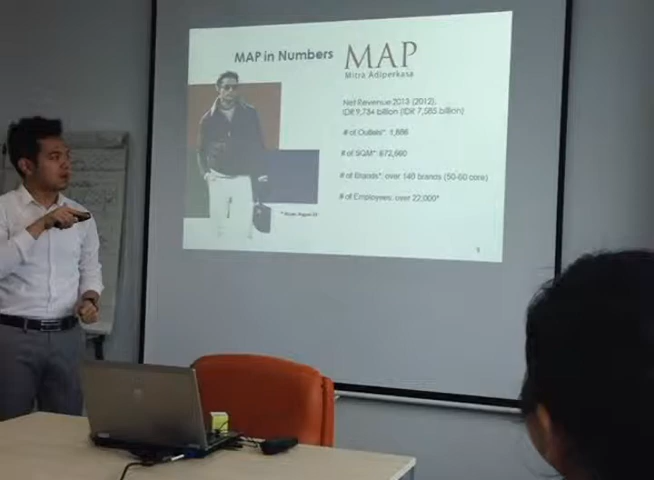 MAP in Numbers
MAP
Mitra Adiperkasa
Net Revenue 2013 (2012):
IDR 9,734 billion (IDR 7,585 billion)
# of Outlets*: 1,886
# of SQM*: 672,660
# of Brands*: over 140 brands (50-60 core)
# of Employees: over 22,000*